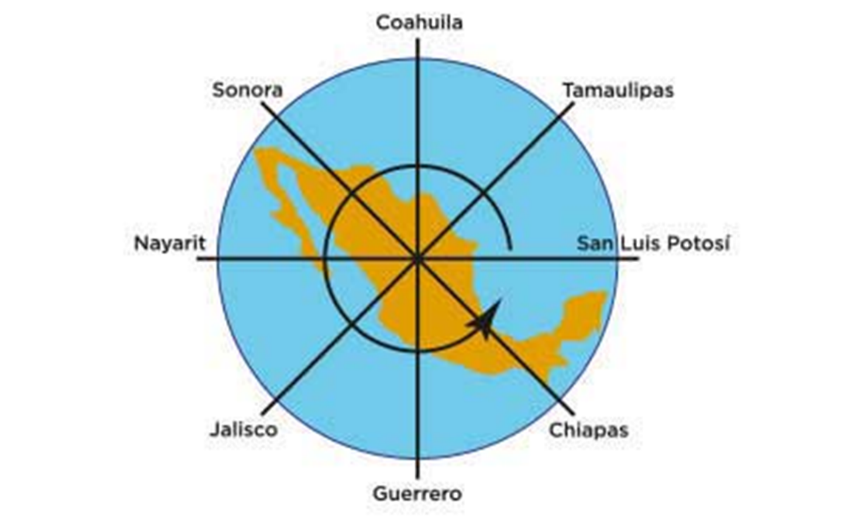 Coahuila
Sonora
Tamaulipas
Nayarit
San Luis Potosí
Jalisco
Chiapas
Guerrero